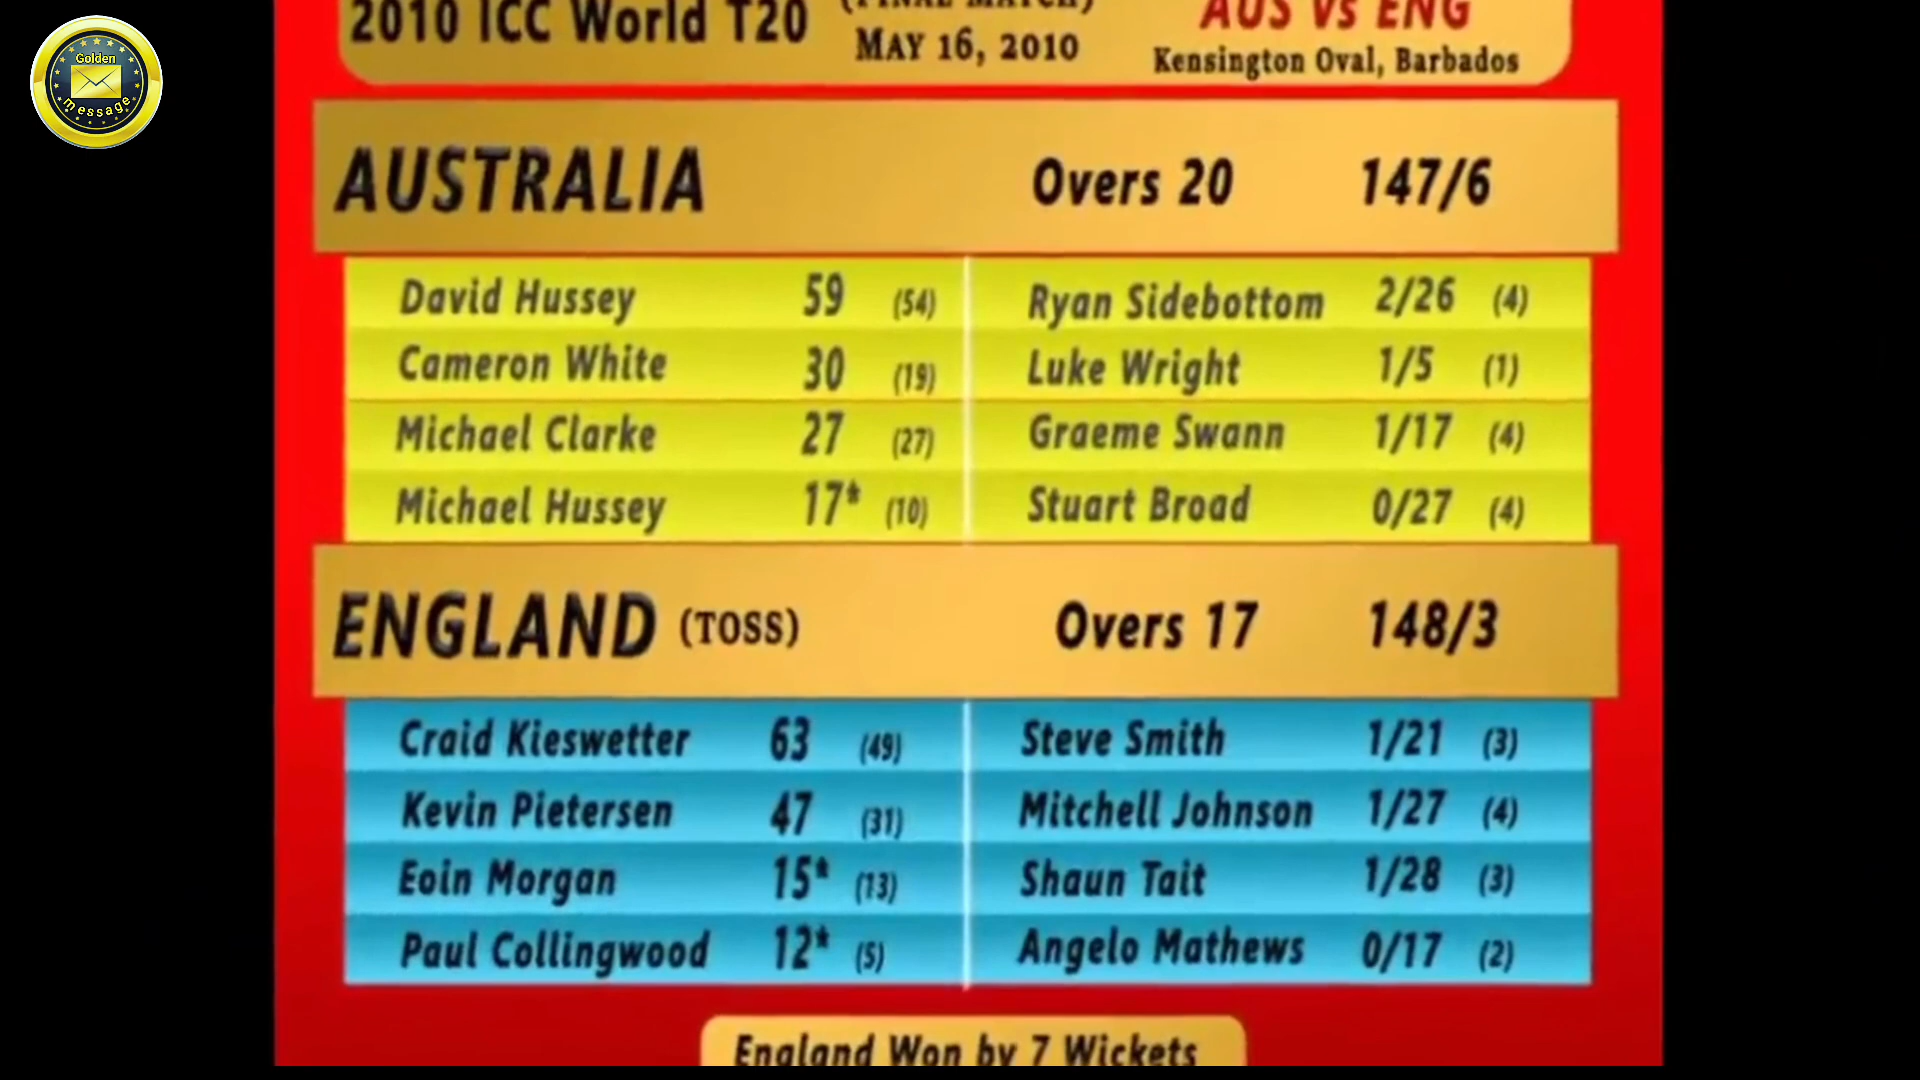 Golden
message
2010 ICC World T20
(FINAL MATCH)
MAY 16, 2010
AUS Vs ENG
Kensington Oval, Barbados
AUSTRALIA Overs 20 147/6
David Hussey 59 (54) Ryan Sidebottom 2/26 (4)
Cameron White 30 (19) Luke Wright 1/5 (1)
Michael Clarke 27 (27) Graeme Swann 1/17 (4)
Michael Hussey 17* (10) Stuart Broad 0/27 (4)
ENGLAND (TOSS) Overs 17 148/3
Craid Kieswetter 63 (49) Steve Smith 1/21 (3)
Kevin Pietersen 47 (31) Mitchell Johnson 1/27 (4)
Eoin Morgan 15* (13) Shaun Tait 1/28 (3)
Paul Collingwood 12* (5) Angelo Mathews 0/17 (2)
England Won by 7 Wickets